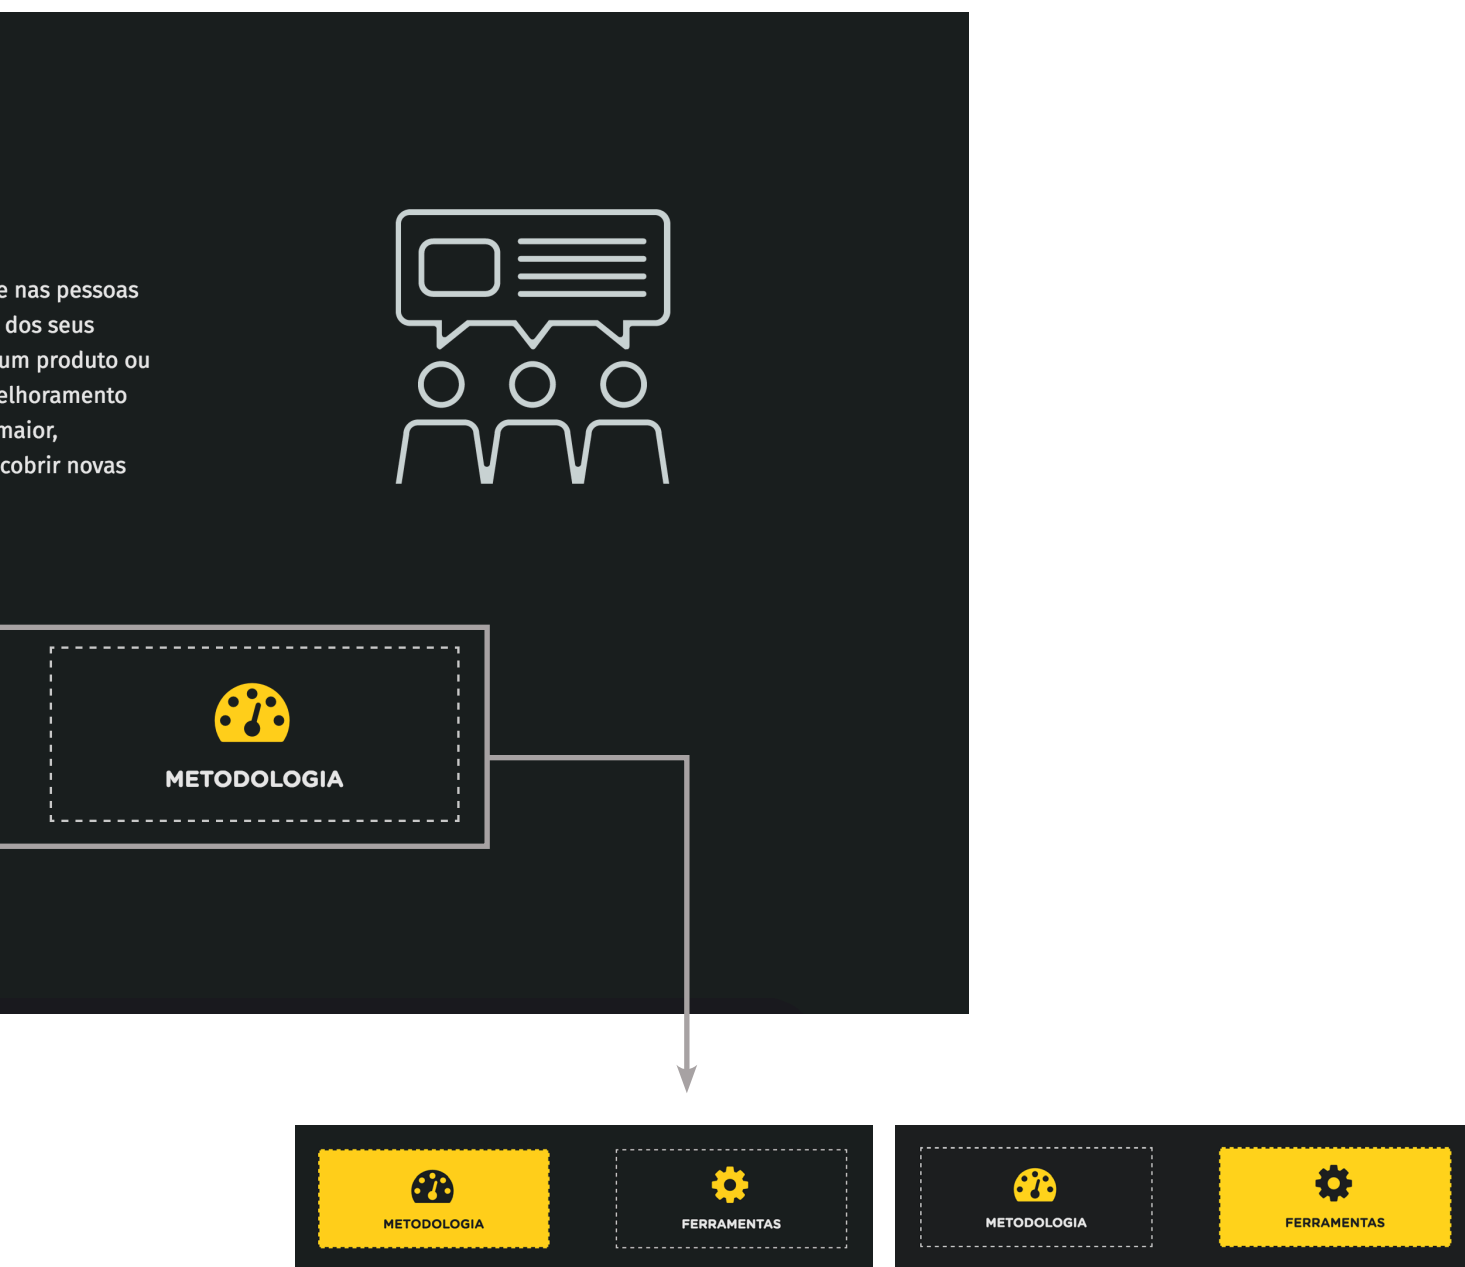 e nas pessoas
dos seus
um produto ou
elhoramento
maior,
cobrir novas
METODOLOGIA
METODOLOGIA
FERRAMENTAS
METODOLOGIA
FERRAMENTAS